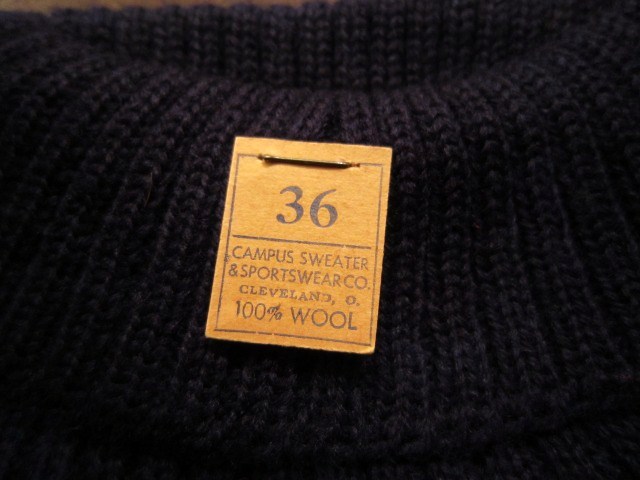 36
CAMPUS SWEATER
& SPORTSWEAR CO.
CLEVELAND, O.
100% WOOL